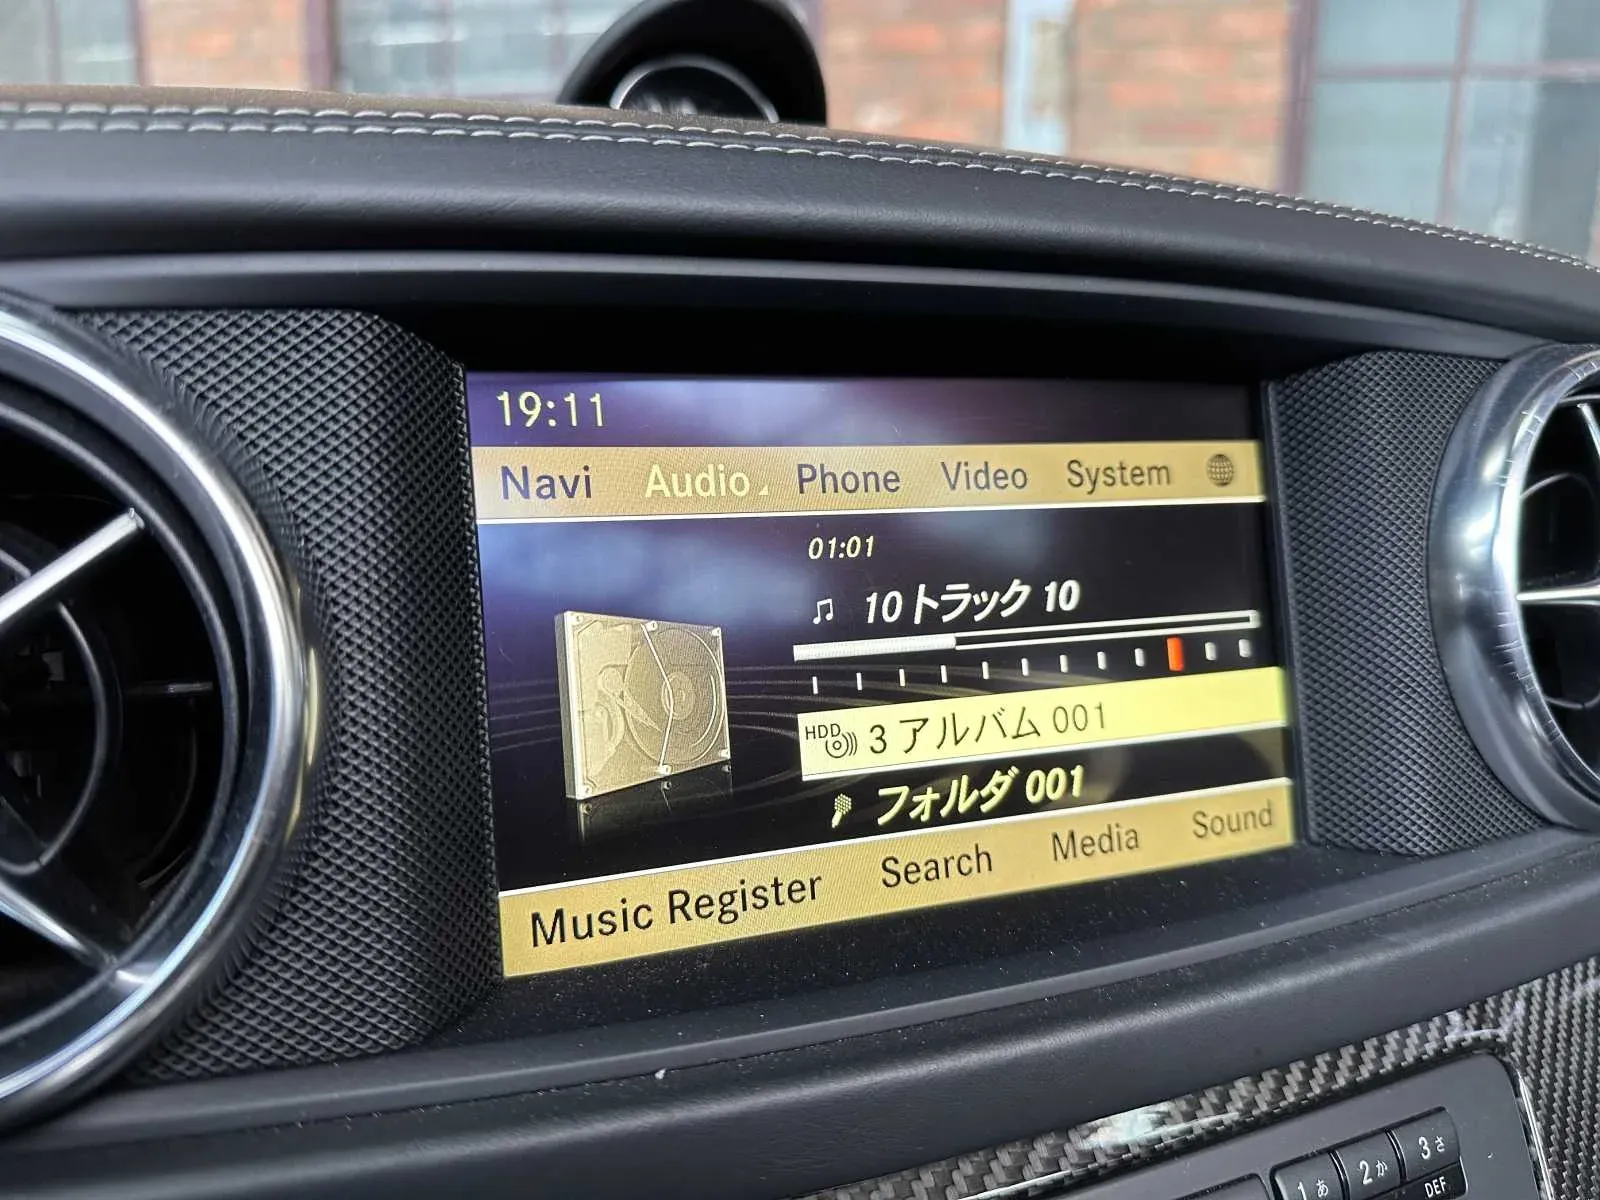 19:11
Navi Audio Phone Video System
01:01
10 トラック 10
HDD 3 アルバム 001
フォルダ 001
Music Register Search Media Sound
1 あ 2 か 3 さ
DEF